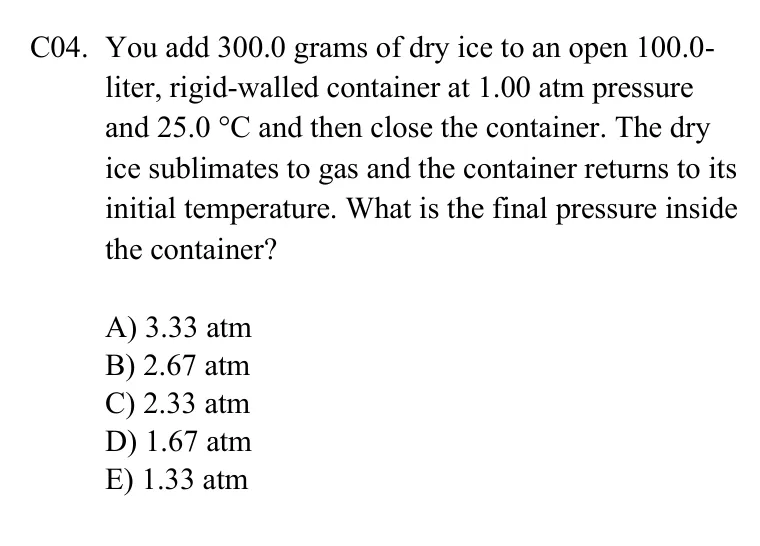 C04. You add 300.0 grams of dry ice to an open 100.0-
liter, rigid-walled container at 1.00 atm pressure
and 25.0 °C and then close the container. The dry
ice sublimates to gas and the container returns to its
initial temperature. What is the final pressure inside
the container?
A) 3.33 atm
B) 2.67 atm
C) 2.33 atm
D) 1.67 atm
E) 1.33 atm